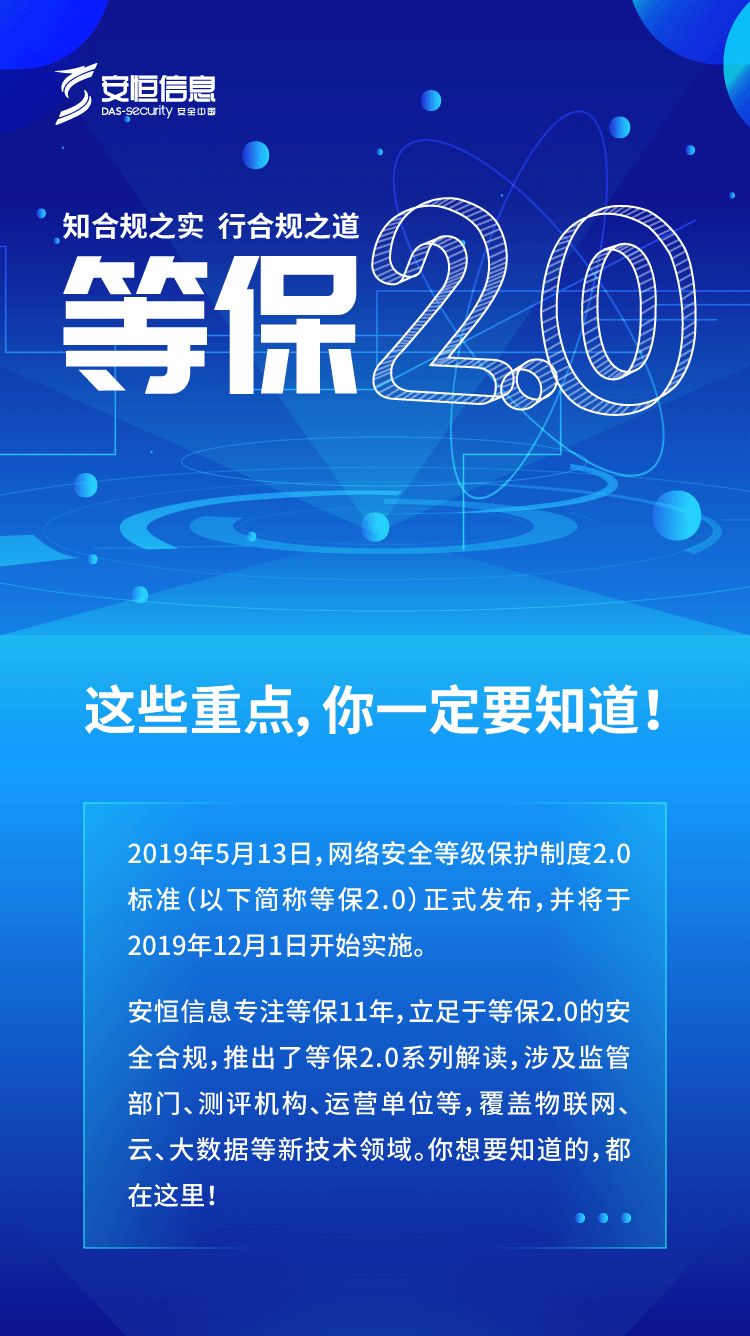 安恒信息
DAS-security 安全中国
知合规之实 行合规之道
等保2.0
这些重点，你一定要知道！
2019年5月13日，网络安全等级保护制度2.0
标准（以下简称等保2.0）正式发布，并将于
2019年12月1日开始实施。
安恒信息专注等保11年，立足于等保2.0的安
全合规，推出了等保2.0系列解读，涉及监管
部门、测评机构、运营单位等，覆盖物联网、
云、大数据等新技术领域。你想要知道的，都
在这里！